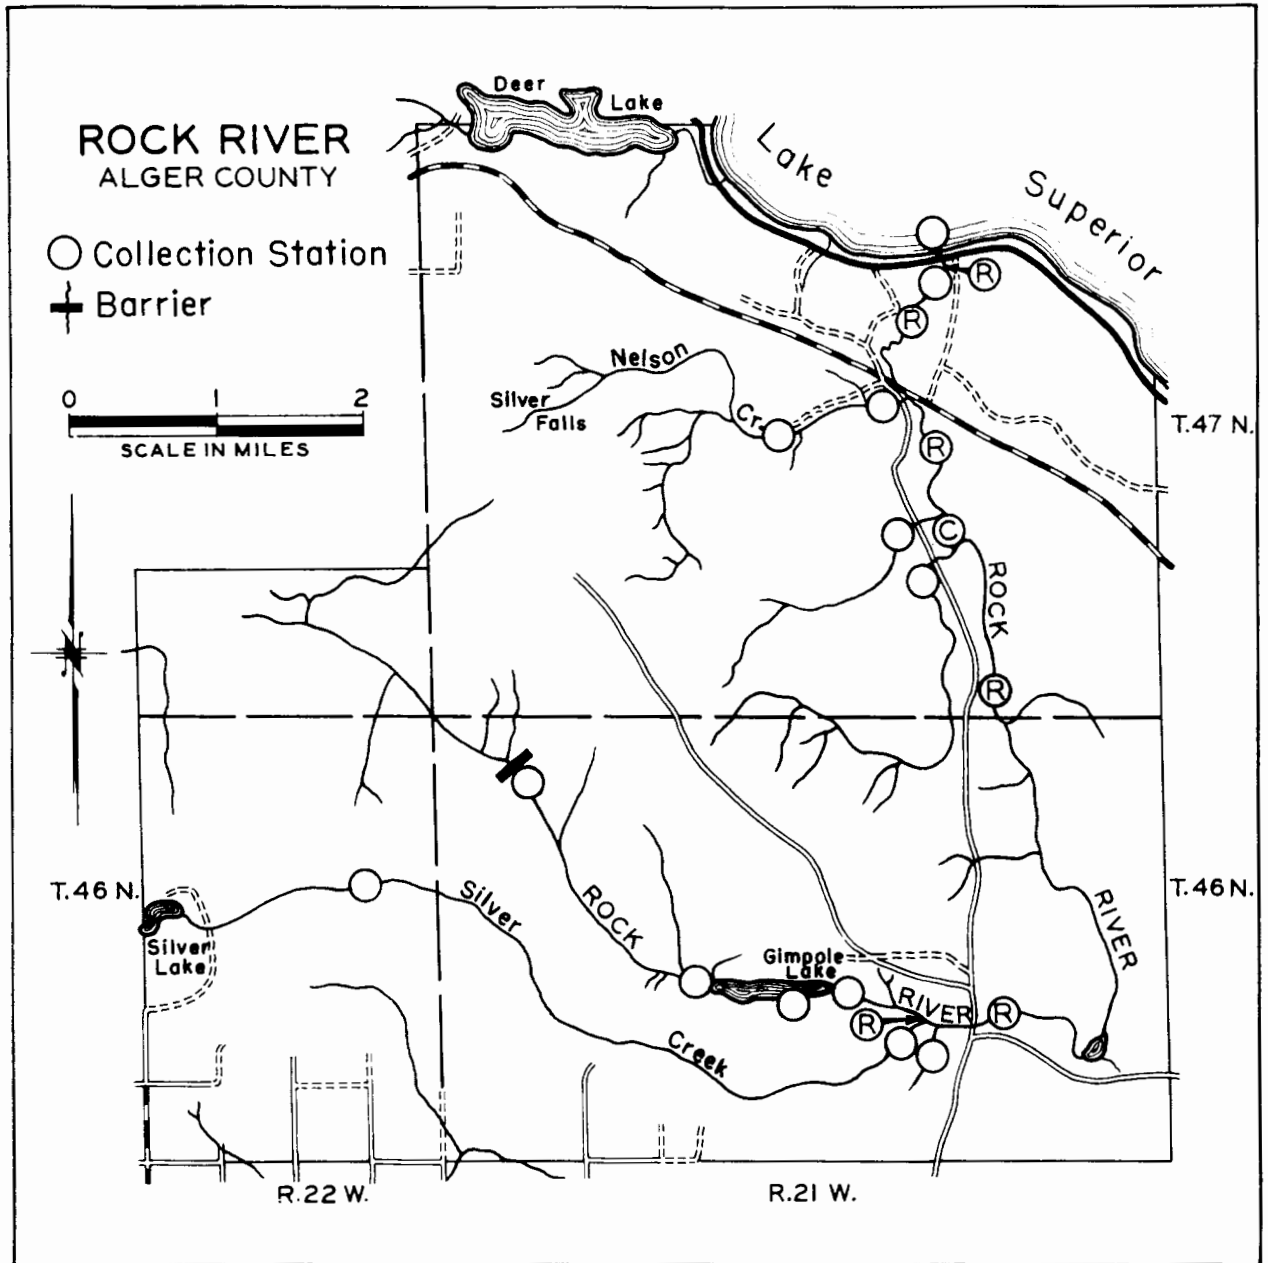 Deer
Lake
ROCK RIVER
ALGER COUNTY
Lake
Superior
Collection Station
Barrier
R
R
0 1 2
SCALE IN MILES
Nelson
Silver
Falls
Cr.
T.47 N.
R
C
ROCK
R
T.46 N.
T.46 N.
Silver
ROCK
RIVER
Silver
Lake
Gimpole
Lake
RIVER
R
R
Creek
R.22 W.
R.21 W.